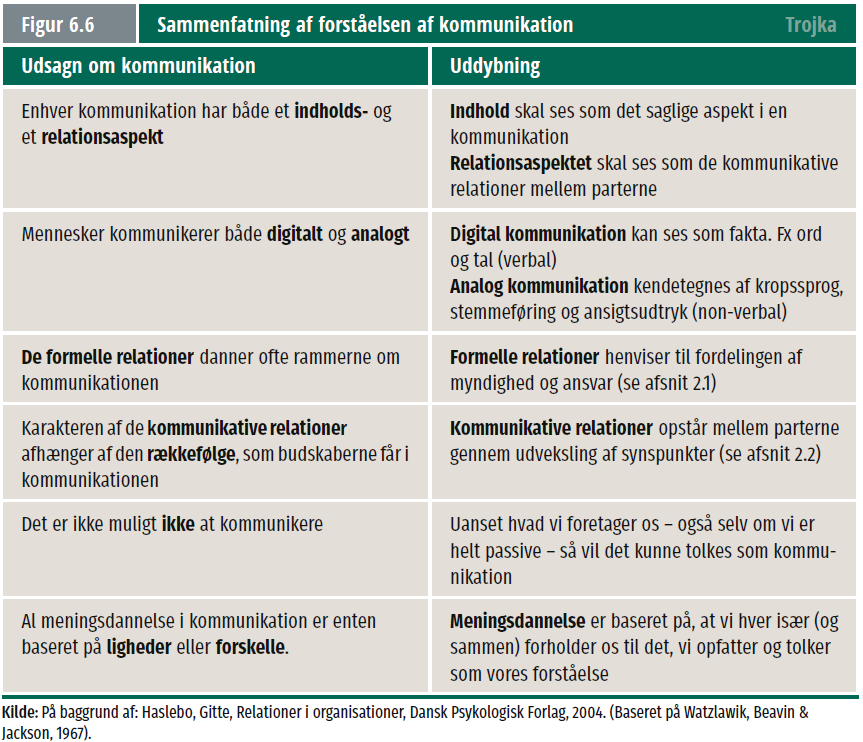 Figur 6.6
Sammenfatning af forståelsen af kommunikation
Trojka
Udsagn om kommunikation
Uddybning
Enhver kommunikation har både et indholds- og
et relationsaspekt
Indhold skal ses som det saglige aspekt i en
kommunikation
Relationsaspektet skal ses som de kommunikative
relationer mellem parterne
Mennesker kommunikerer både digitalt og analogt
Digital kommunikation kan ses som fakta. Fx ord
og tal (verbal)
Analog kommunikation kendetegnes af kropssprog,
stemmeføring og ansigtsudtryk (non-verbal)
De formelle relationer danner ofte rammerne om
kommunikationen
Formelle relationer henviser til fordelingen af
myndighed og ansvar (se afsnit 2.1)
Karakteren af de kommunikative relationer
afhænger af den rækkefølge, som budskaberne får i
kommunikationen
Kommunikative relationer opstår mellem parterne
gennem udveksling af synspunkter (se afsnit 2.2)
Det er ikke muligt ikke at kommunikere
Uanset hvad vi foretager os – også selv om vi er
helt passive – så vil det kunne tolkes som kommu-
nikation
Al meningsdannelse i kommunikation er enten
baseret på ligheder eller forskelle.
Meningsdannelse er baseret på, at vi hver især (og
sammen) forholder os til det, vi opfatter og tolker
som vores forståelse
Kilde: På baggrund af: Haslebo, Gitte, Relationer i organisationer, Dansk Psykologisk Forlag, 2004. (Baseret på Watzlawik, Beavin &
Jackson, 1967).